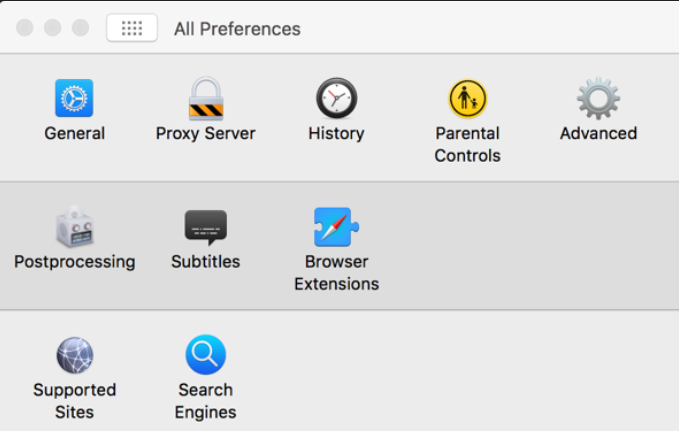 All Preferences
General
Proxy Server
History
Parental
Controls
Advanced
Postprocessing
Subtitles
Browser
Extensions
Supported
Sites
Search
Engines